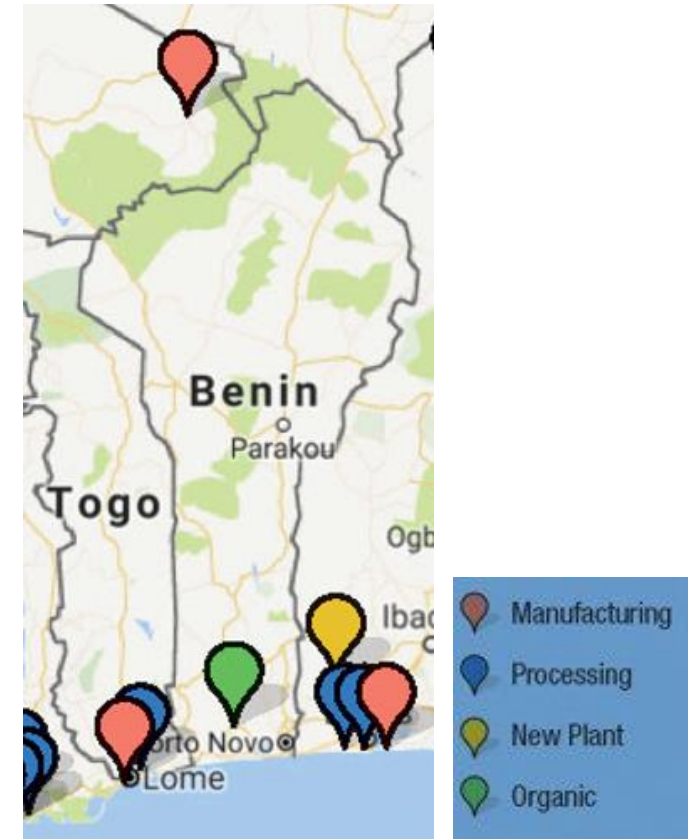 Benin
Parakou
Togo
Ogb
Ibad
orto Novo
Lome
Manufacturing
Processing
New Plant
Organic